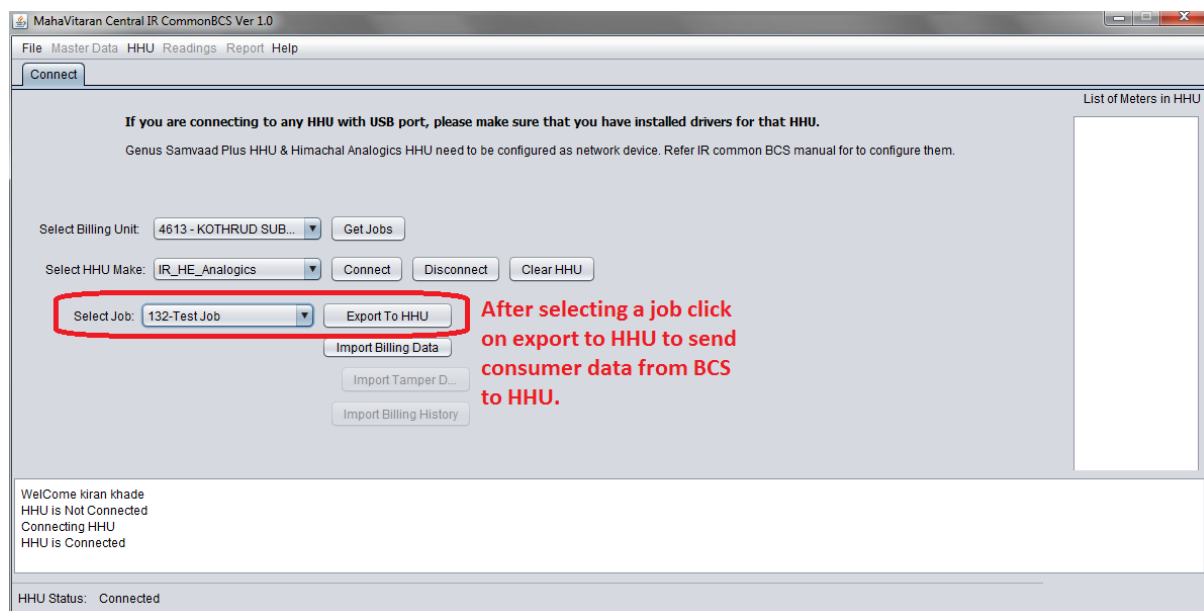 MahaVitaran Central IR CommonBCS Ver 1.0
File Master Data HHU Readings Report Help
Connect
List of Meters in HHU
If you are connecting to any HHU with USB port, please make sure that you have installed drivers for that HHU.
Genus Samvaad Plus HHU & Himachal Analogics HHU need to be configured as network device. Refer IR common BCS manual for to configure them.
Select Billing Unit: 4613 - KOTHRUD SUB... Get Jobs
Select HHU Make: IR_HE_Analogics Connect Disconnect Clear HHU
Select Job: 132-Test Job Export To HHU
After selecting a job click
on export to HHU to send
consumer data from BCS
to HHU.
Import Billing Data
Import Tamper D...
Import Billing History
WelCome kiran khade
HHU is Not Connected
Connecting HHU
HHU is Connected
HHU Status: Connected